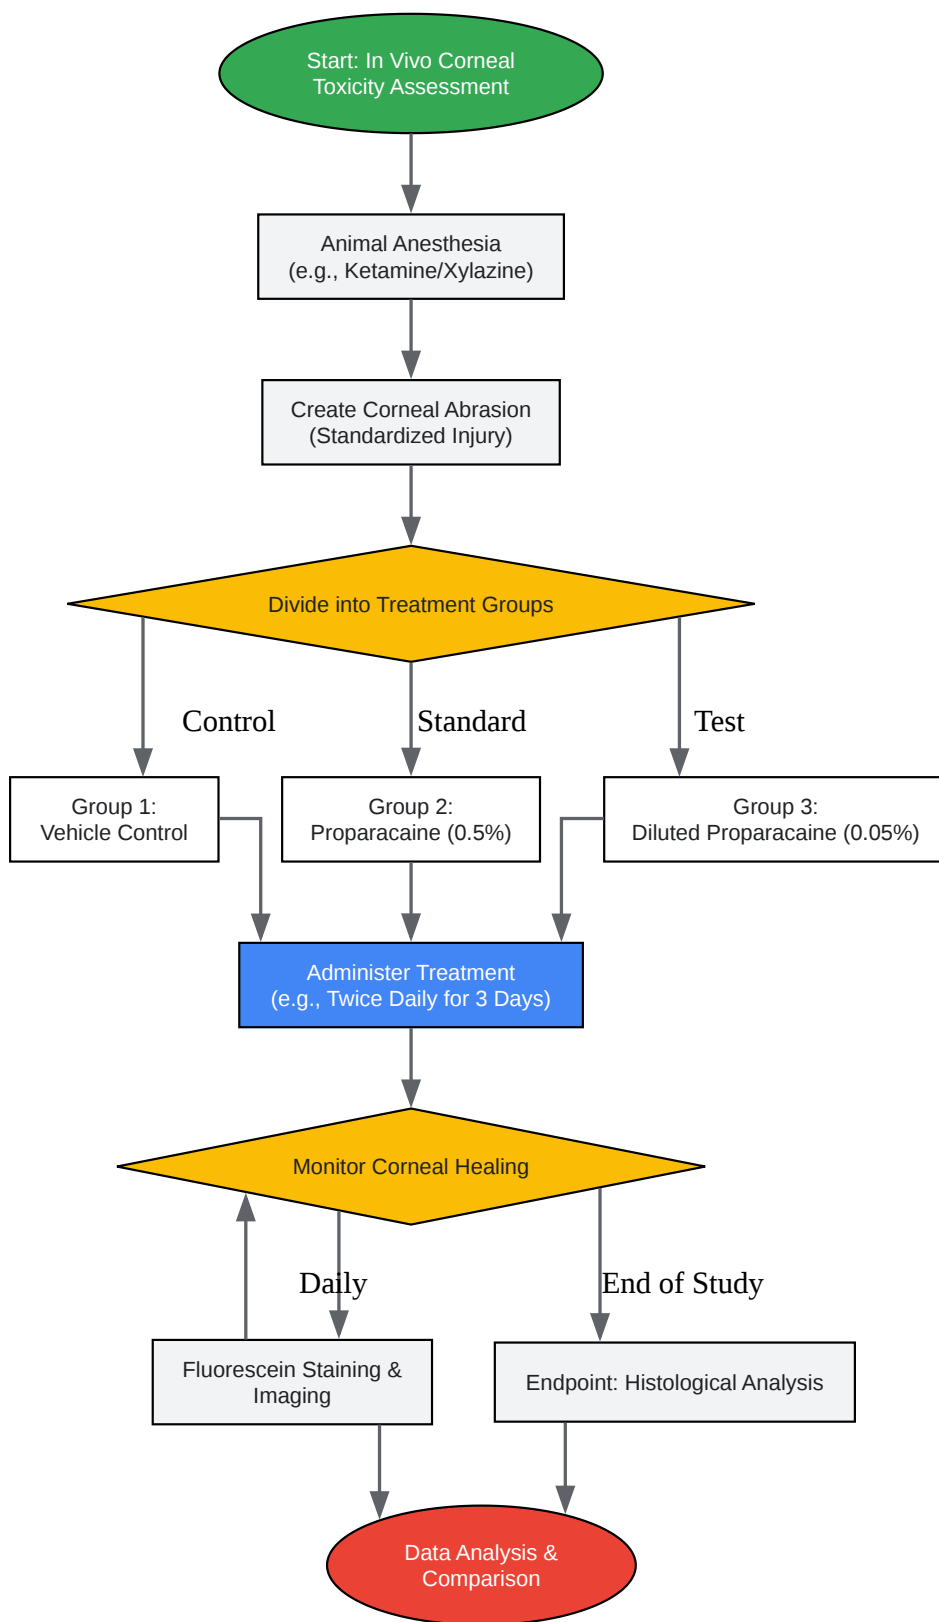 Start: In Vivo Corneal
Toxicity Assessment
Animal Anesthesia
(e.g., Ketamine/Xylazine)
Create Corneal Abrasion
(Standardized Injury)
Divide into Treatment Groups
Control
Standard
Test
Group 1:
Vehicle Control
Group 2:
Proparacaine (0.5%)
Group 3:
Diluted Proparacaine (0.05%)
Administer Treatment
(e.g., Twice Daily for 3 Days)
Monitor Corneal Healing
Daily
End of Study
Fluorescein Staining &
Imaging
Endpoint: Histological Analysis
Data Analysis &
Comparison